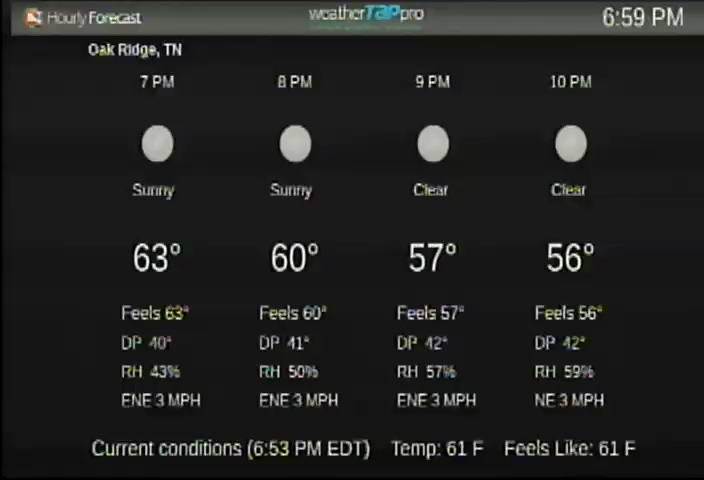 Hourly Forecast weatherTAPpro 6:59 PM
Oak Ridge, TN
7 PM 8 PM 9 PM 10 PM
Sunny Sunny Clear Clear
63° 60° 57° 56°
Feels 63° Feels 60° Feels 57° Feels 56°
DP 40° DP 41° DP 42° DP 42°
RH 43% RH 50% RH 57% RH 59%
ENE 3 MPH ENE 3 MPH ENE 3 MPH NE 3 MPH
Current conditions (6:53 PM EDT) Temp: 61 F Feels Like: 61 F